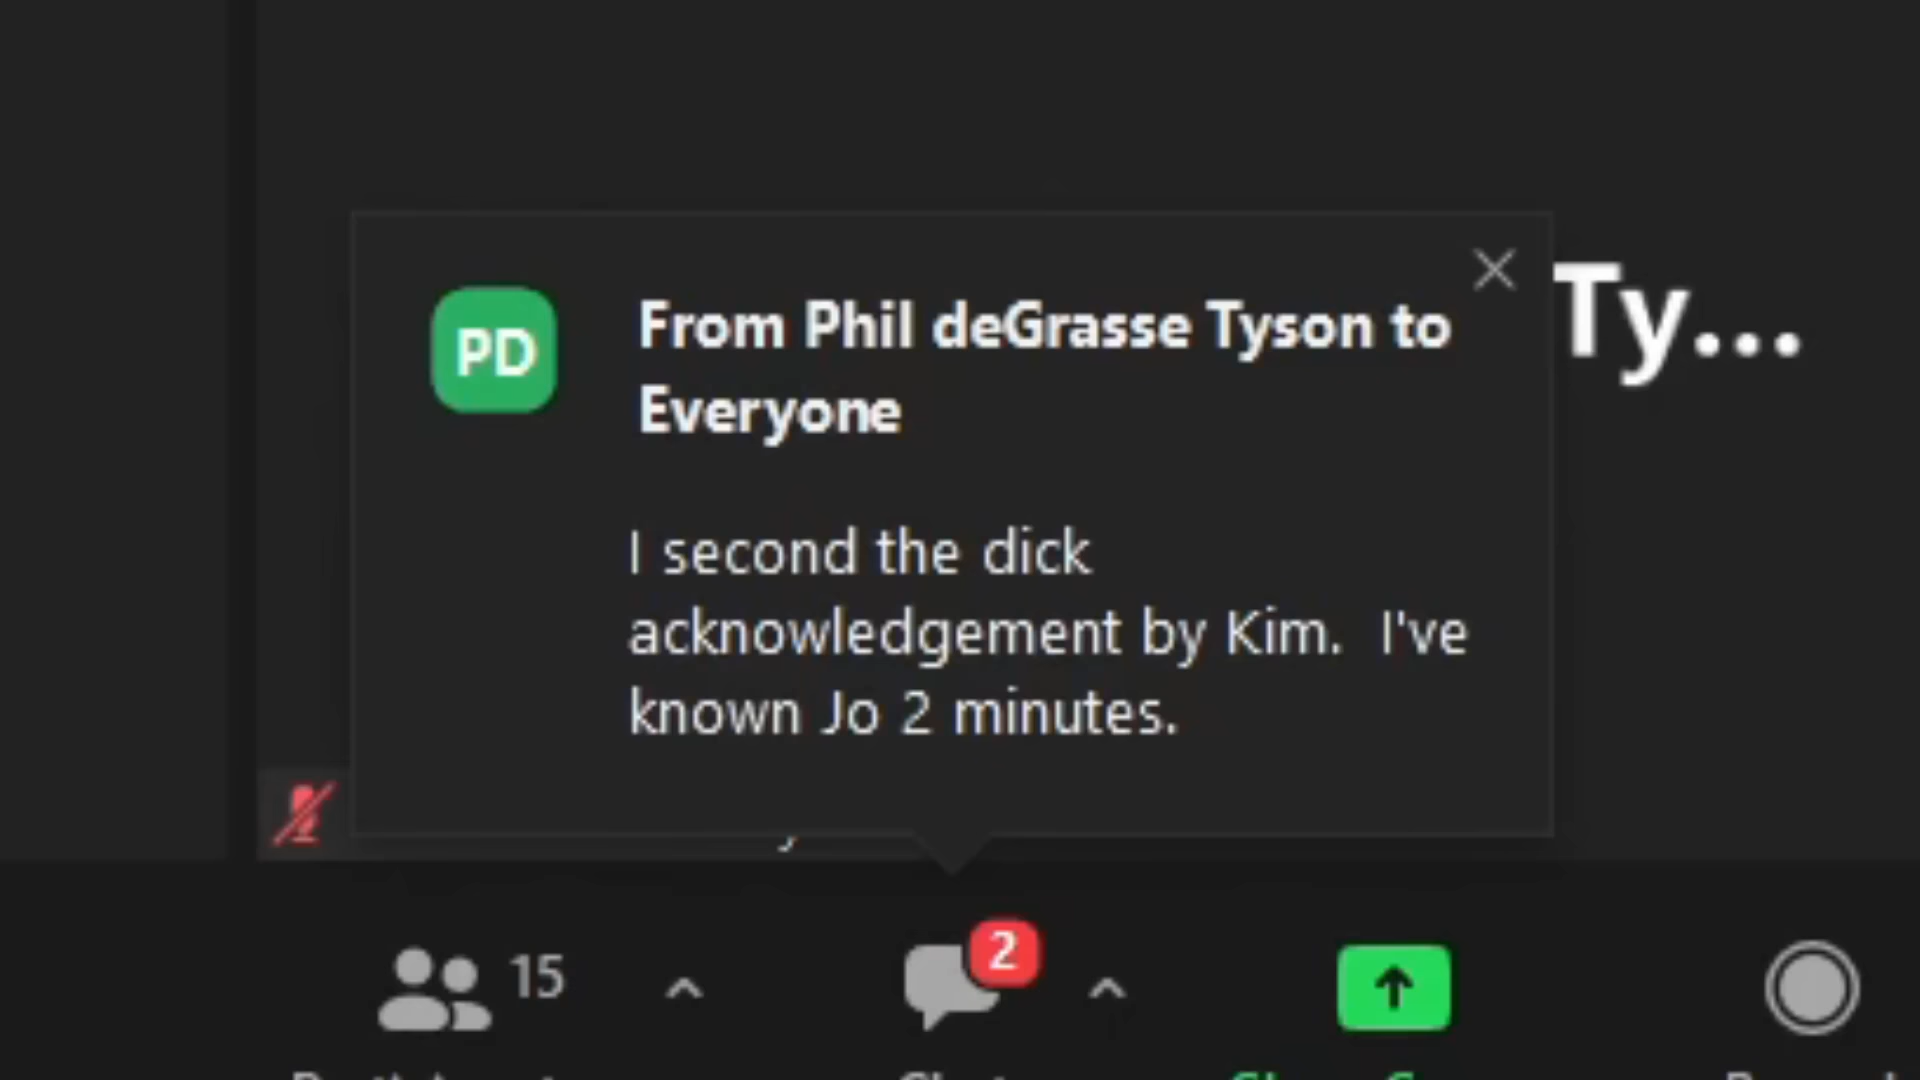 PD
From Phil deGrasse Tyson to
Everyone
Ty...
I second the dick
acknowledgement by Kim.  I've
known Jo 2 minutes.
15
2